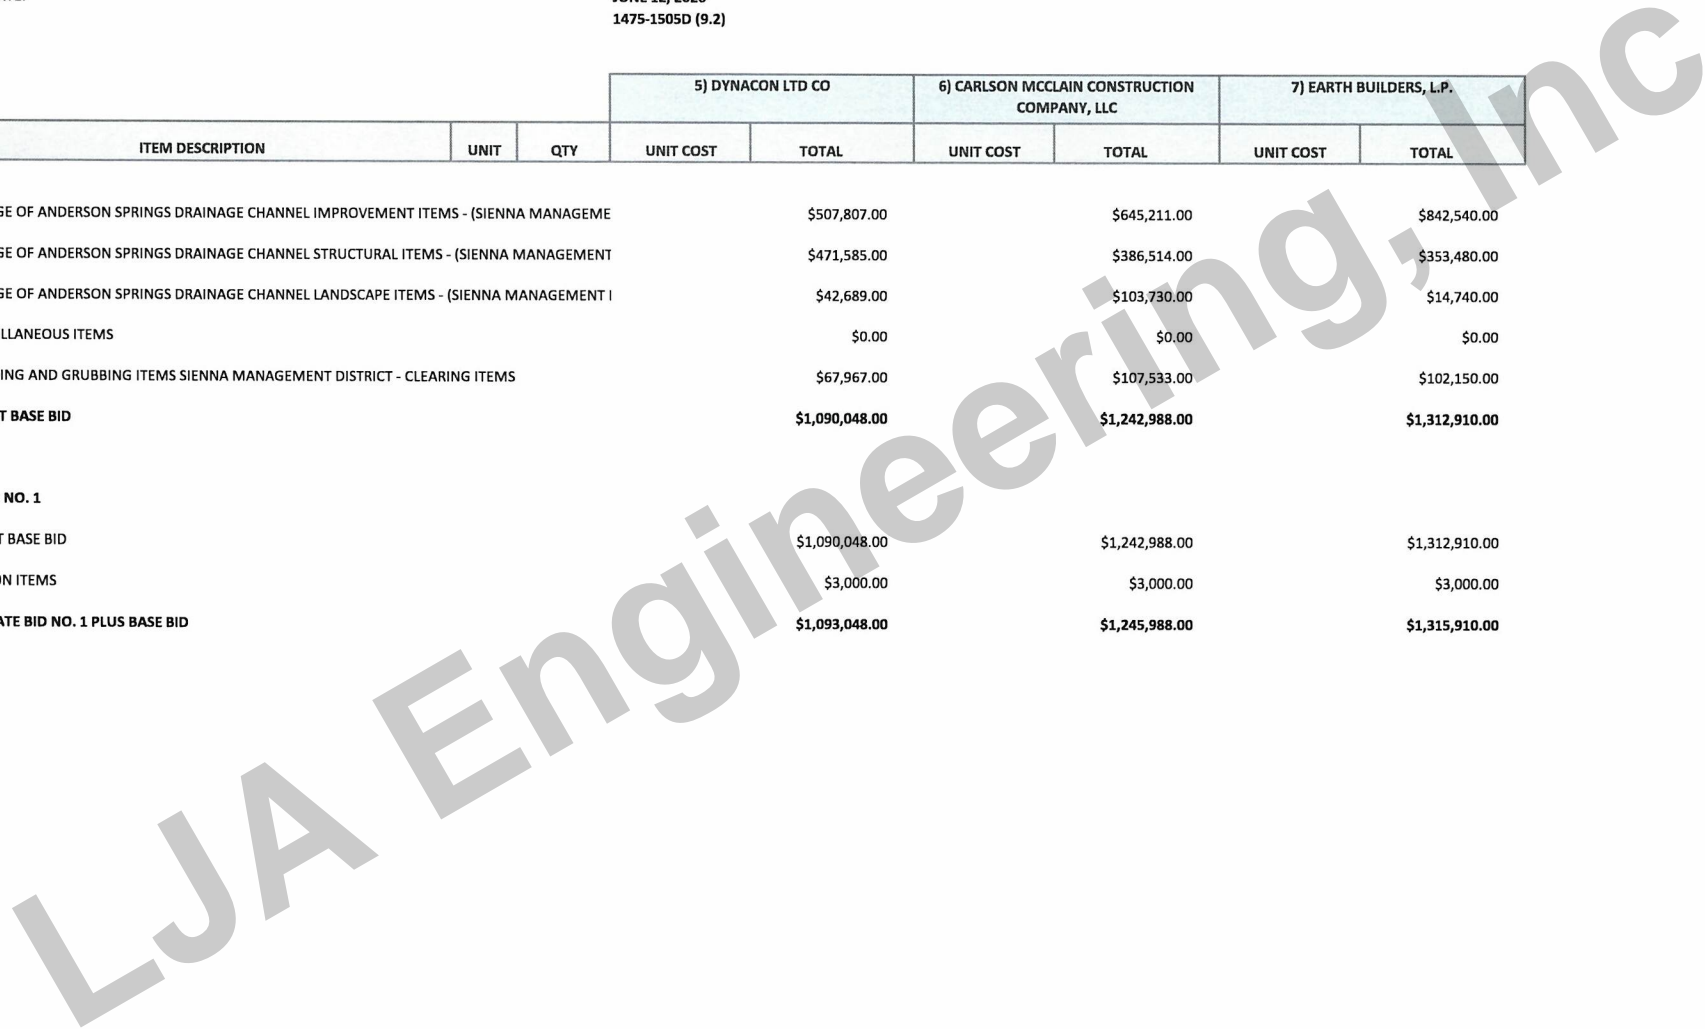 1475-1505D (9.2)
5) DYNACON LTD CO 6) CARLSON MCCLAIN CONSTRUCTION COMPANY, LLC 7) EARTH BUILDERS, L.P.
ITEM DESCRIPTION UNIT QTY UNIT COST TOTAL UNIT COST TOTAL UNIT COST TOTAL
GE OF ANDERSON SPRINGS DRAINAGE CHANNEL IMPROVEMENT ITEMS - (SIENNA MANAGEME $507,807.00 $645,211.00 $842,540.00
GE OF ANDERSON SPRINGS DRAINAGE CHANNEL STRUCTURAL ITEMS - (SIENNA MANAGEMENT $471,585.00 $386,514.00 $353,480.00
GE OF ANDERSON SPRINGS DRAINAGE CHANNEL LANDSCAPE ITEMS - (SIENNA MANAGEMENT $42,689.00 $103,730.00 $14,740.00
LLANEOUS ITEMS $0.00 $0.00 $0.00
ING AND GRUBBING ITEMS SIENNA MANAGEMENT DISTRICT - CLEARING ITEMS $67,967.00 $107,533.00 $102,150.00
T BASE BID $1,090,048.00 $1,242,988.00 $1,312,910.00
NO. 1
T BASE BID $1,090,048.00 $1,242,988.00 $1,312,910.00
ON ITEMS $3,000.00 $3,000.00 $3,000.00
ATE BID NO. 1 PLUS BASE BID $1,093,048.00 $1,245,988.00 $1,315,910.00
LJA Engineering, Inc